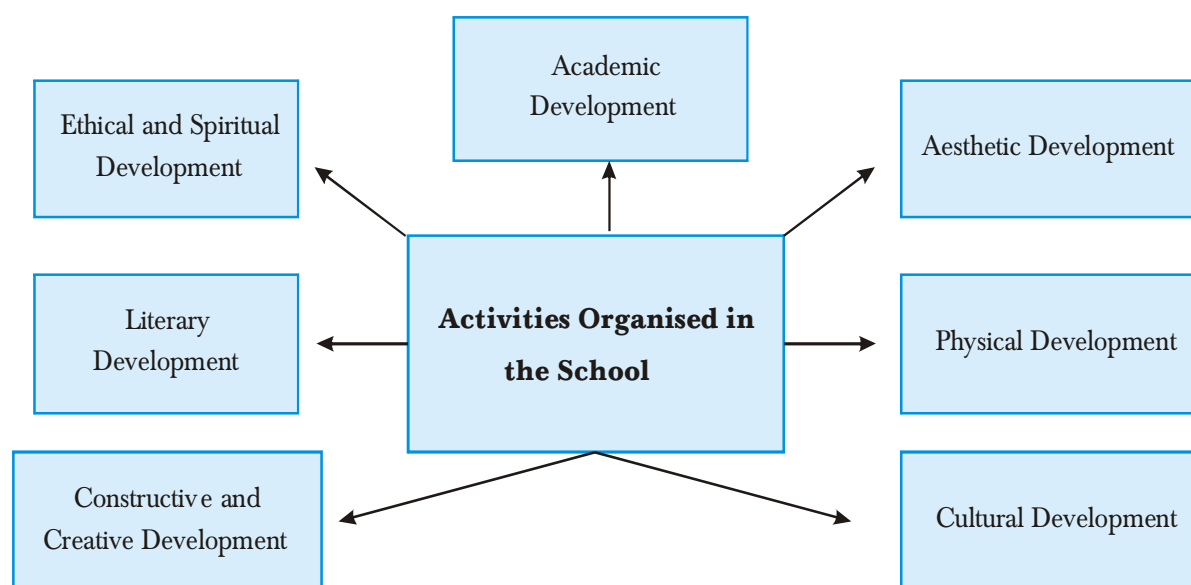 Academic
Development
Ethical and Spiritual
Development
Aesthetic Development
Activities Organised in
the School
Literary
Development
Physical Development
Constructive and
Creative Development
Cultural Development